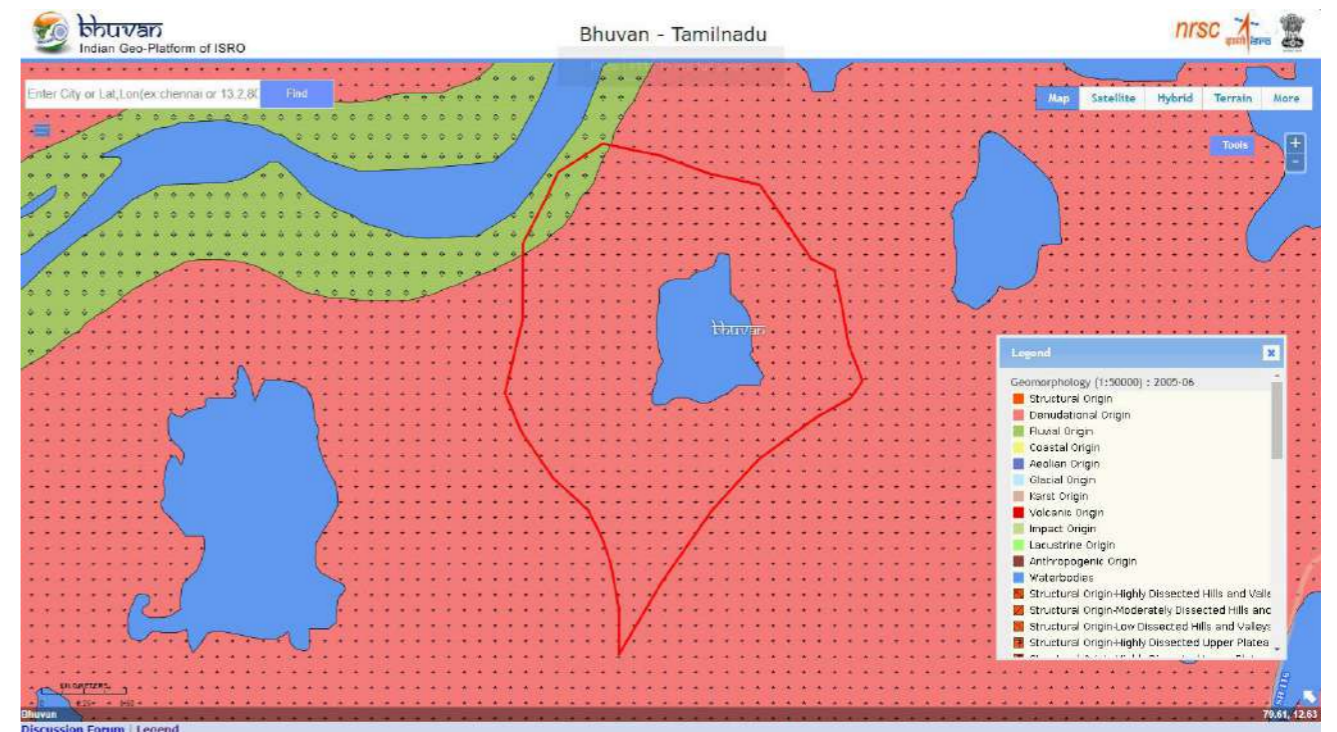 bhuvan
Indian Geo-Platform of ISRO
Bhuvan - Tamilnadu
nrsc
Enter City or Lat,Lon(ex:chennai or 13.2,80
Find
Map Satellite Hybrid Terrain More
Tools
+
-
bhuvan
Legend
x
Geomorphology (1:50000) : 2005-06
Structural Origin
Denudational Origin
Fluvial Origin
Coastal Origin
Aeolian Origin
Glacial Origin
Karst Origin
Volcanic Origin
Impact Origin
Lacustrine Origin
Anthropogenic Origin
Waterbodies
Structural Origin-Highly Dissected Hills and Valle
Structural Origin-Moderately Dissected Hills and
Structural Origin-Low Dissected Hills and Valleys
Structural Origin-Highly Dissected Upper Platea
SH 116
Bhuvan
79.61, 12.63
Discussion Forum | Legend